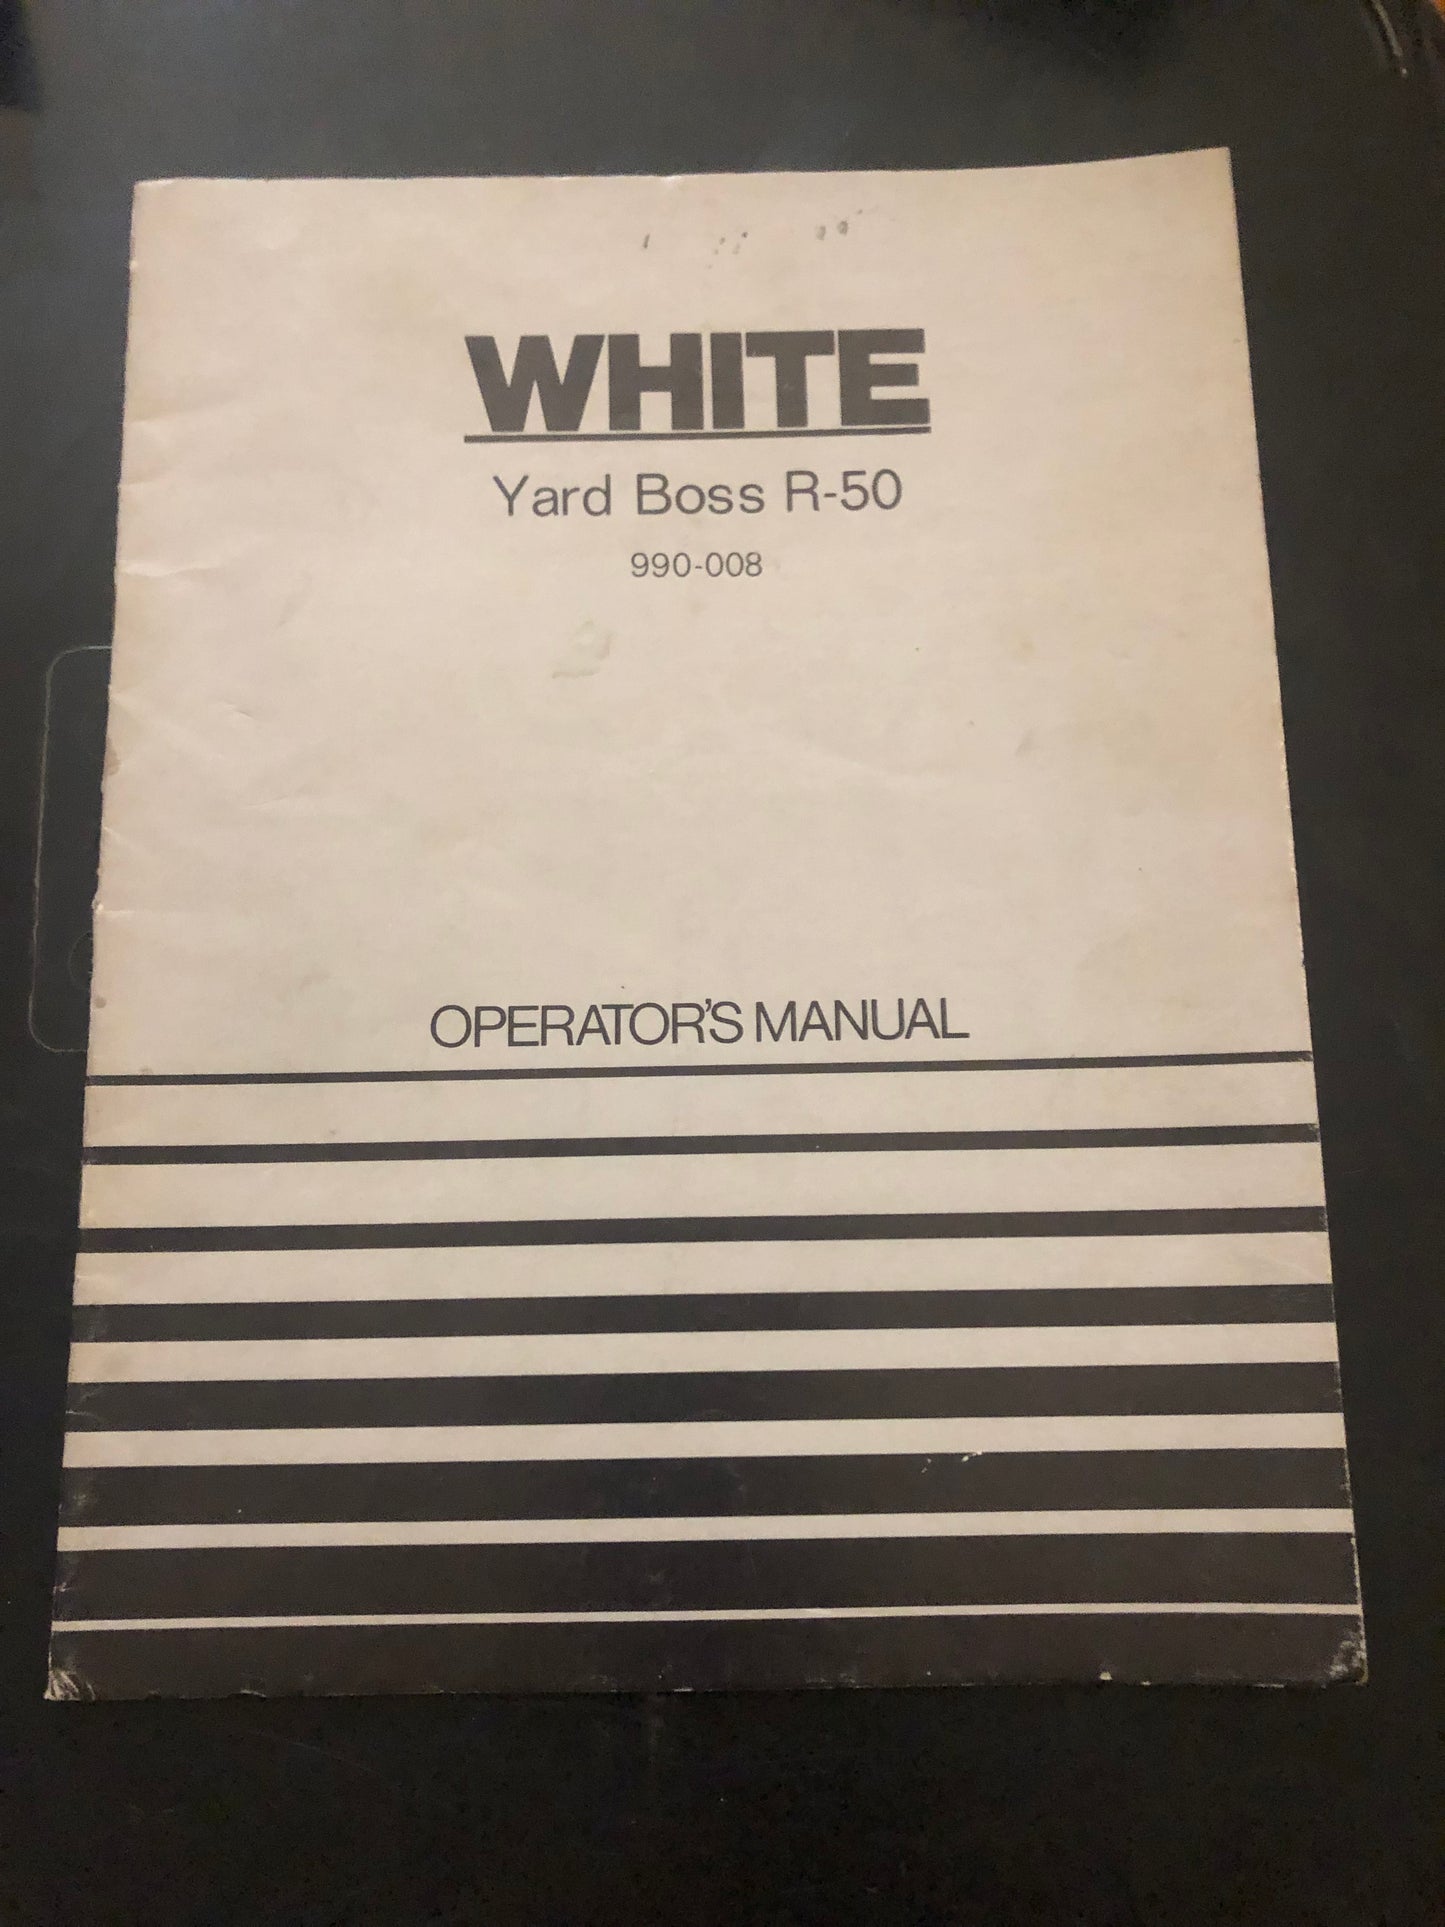 WHITE
Yard Boss R-50
990-008
OPERATOR'S MANUAL